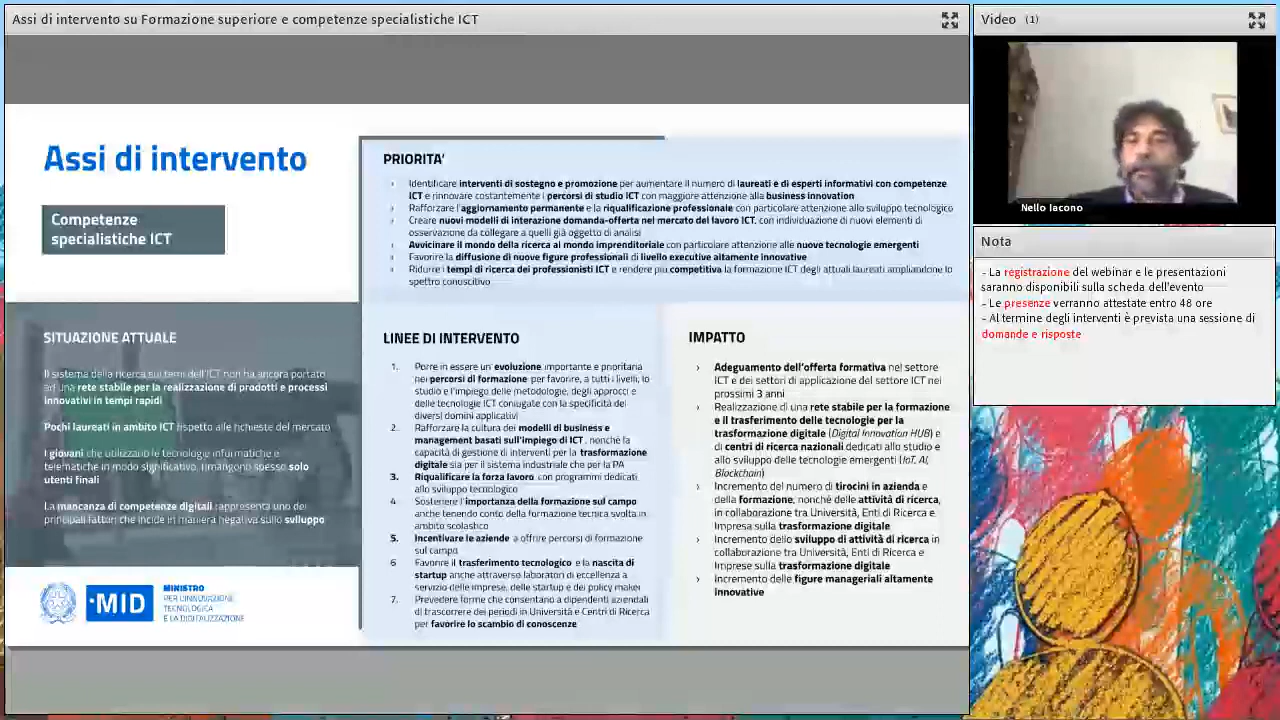 Assi di intervento su Formazione superiore e competenze specialistiche ICT
Assi di intervento
Competenze
specialistiche ICT
PRIORITA'
› Identificare interventi di sostegno e promozione per aumentare il numero di laureati e di esperti informativi con competenze
ICT e rinnovare costantemente i percorsi di studio ICT con maggiore attenzione alla business innovation
› Rafforzare l'aggiornamento permanente e la riqualificazione professionale con particolare attenzione allo sviluppo tecnologico
› Creare nuovi modelli di interazione domanda-offerta nel mercato del lavoro ICT, con individuazione di nuovi elementi di
osservazione da collegare a quelli già oggetto di analisi
› Avvicinare il mondo della ricerca al mondo imprenditoriale con particolare attenzione alle nuove tecnologie emergenti
› Favorire la diffusione di nuove figure professionali di livello executive altamente innovative
› Ridurre i tempi di ricerca dei professionisti ICT e rendere più competitiva la formazione ICT degli attuali laureati ampliandone lo
spettro conoscitivo
SITUAZIONE ATTUALE
Il sistema della ricerca sui temi dell'ICT non ha ancora portato
ad una rete stabile per la realizzazione di prodotti e processi
innovativi in tempi rapidi
Pochi laureati in ambito ICT rispetto alle richieste del mercato
I giovani che utilizzano le tecnologie informatiche e
telematiche in modo significativo, rimangono spesso solo
utenti finali
La mancanza di competenze digitali rappresenta uno dei
principali fattori che incide in maniera negativa sullo sviluppo
LINEE DI INTERVENTO
1. Porre in essere un'evoluzione importante e prioritaria
nei percorsi di formazione per favorire, a tutti i livelli, lo
studio e l'impiego delle metodologie, degli approcci e
delle tecnologie ICT coniugate con la specificità dei
diversi domini applicativi
2. Rafforzare la cultura dei modelli di business e
management basati sull'impiego di ICT , nonché la
capacità di gestione di interventi per la trasformazione
digitale sia per il sistema industriale che per la PA
3. Riqualificare la forza lavoro con programmi dedicati
allo sviluppo tecnologico
4. Sostenere l'importanza della formazione sul campo
anche tenendo conto della formazione tecnica svolta in
ambito scolastico
5. Incentivare le aziende a offrire percorsi di formazione
sul campo
6. Favorire il trasferimento tecnologico e la nascita di
startup anche attraverso laboratori di eccellenza a
servizio delle imprese, delle startup e dei policy maker
7. Prevedere forme che consentano a dipendenti aziendali
di trascorrere dei periodi in Università e Centri di Ricerca
per favorire lo scambio di conoscenze
IMPATTO
› Adeguamento dell'offerta formativa nel settore
ICT e dei settori di applicazione del settore ICT nei
prossimi 3 anni
› Realizzazione di una rete stabile per la formazione
e il trasferimento delle tecnologie per la
trasformazione digitale (Digital Innovation HUB) e
di centri di ricerca nazionali dedicati allo studio e
allo sviluppo delle tecnologie emergenti (IoT, AI,
Blockchain)
› Incremento del numero di tirocini in azienda e
della formazione, nonché delle attività di ricerca,
in collaborazione tra Università, Enti di Ricerca e
Impresa sulla trasformazione digitale
› Incremento dello sviluppo di attività di ricerca in
collaborazione tra Università, Enti di Ricerca e
Imprese sulla trasformazione digitale
› Incremento delle figure manageriali altamente
innovative
·MID
MINISTRO
PER L'INNOVAZIONE
TECNOLOGICA
E LA DIGITALIZZAZIONE
Video (1)
Nello Iacono
Nota
- La registrazione del webinar e le presentazioni
saranno disponibili sulla scheda dell'evento
- Le presenze verranno attestate entro 48 ore
- Al termine degli interventi è prevista una sessione di
domande e risposte